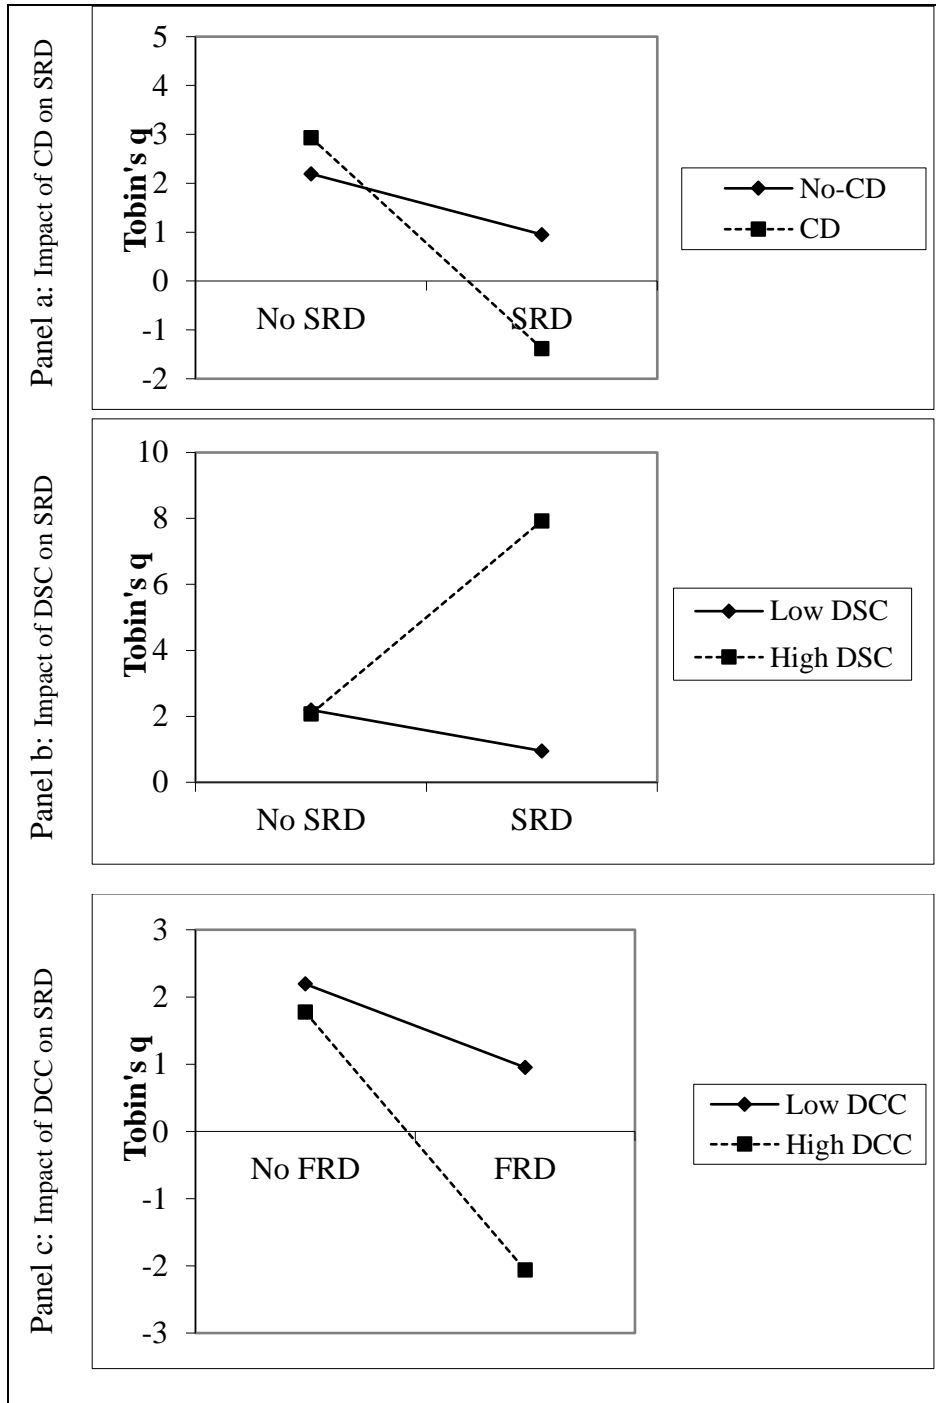 Panel a: Impact of CD on SRD
Tobin's q
5
4
3
2
1
0
-1
-2
No SRD
SRD
No-CD
CD
Panel b: Impact of DSC on SRD
Tobin's q
10
8
6
4
2
0
No SRD
SRD
Low DSC
High DSC
Panel c: Impact of DCC on SRD
Tobin's q
3
2
1
0
-1
-2
-3
No FRD
FRD
Low DCC
High DCC